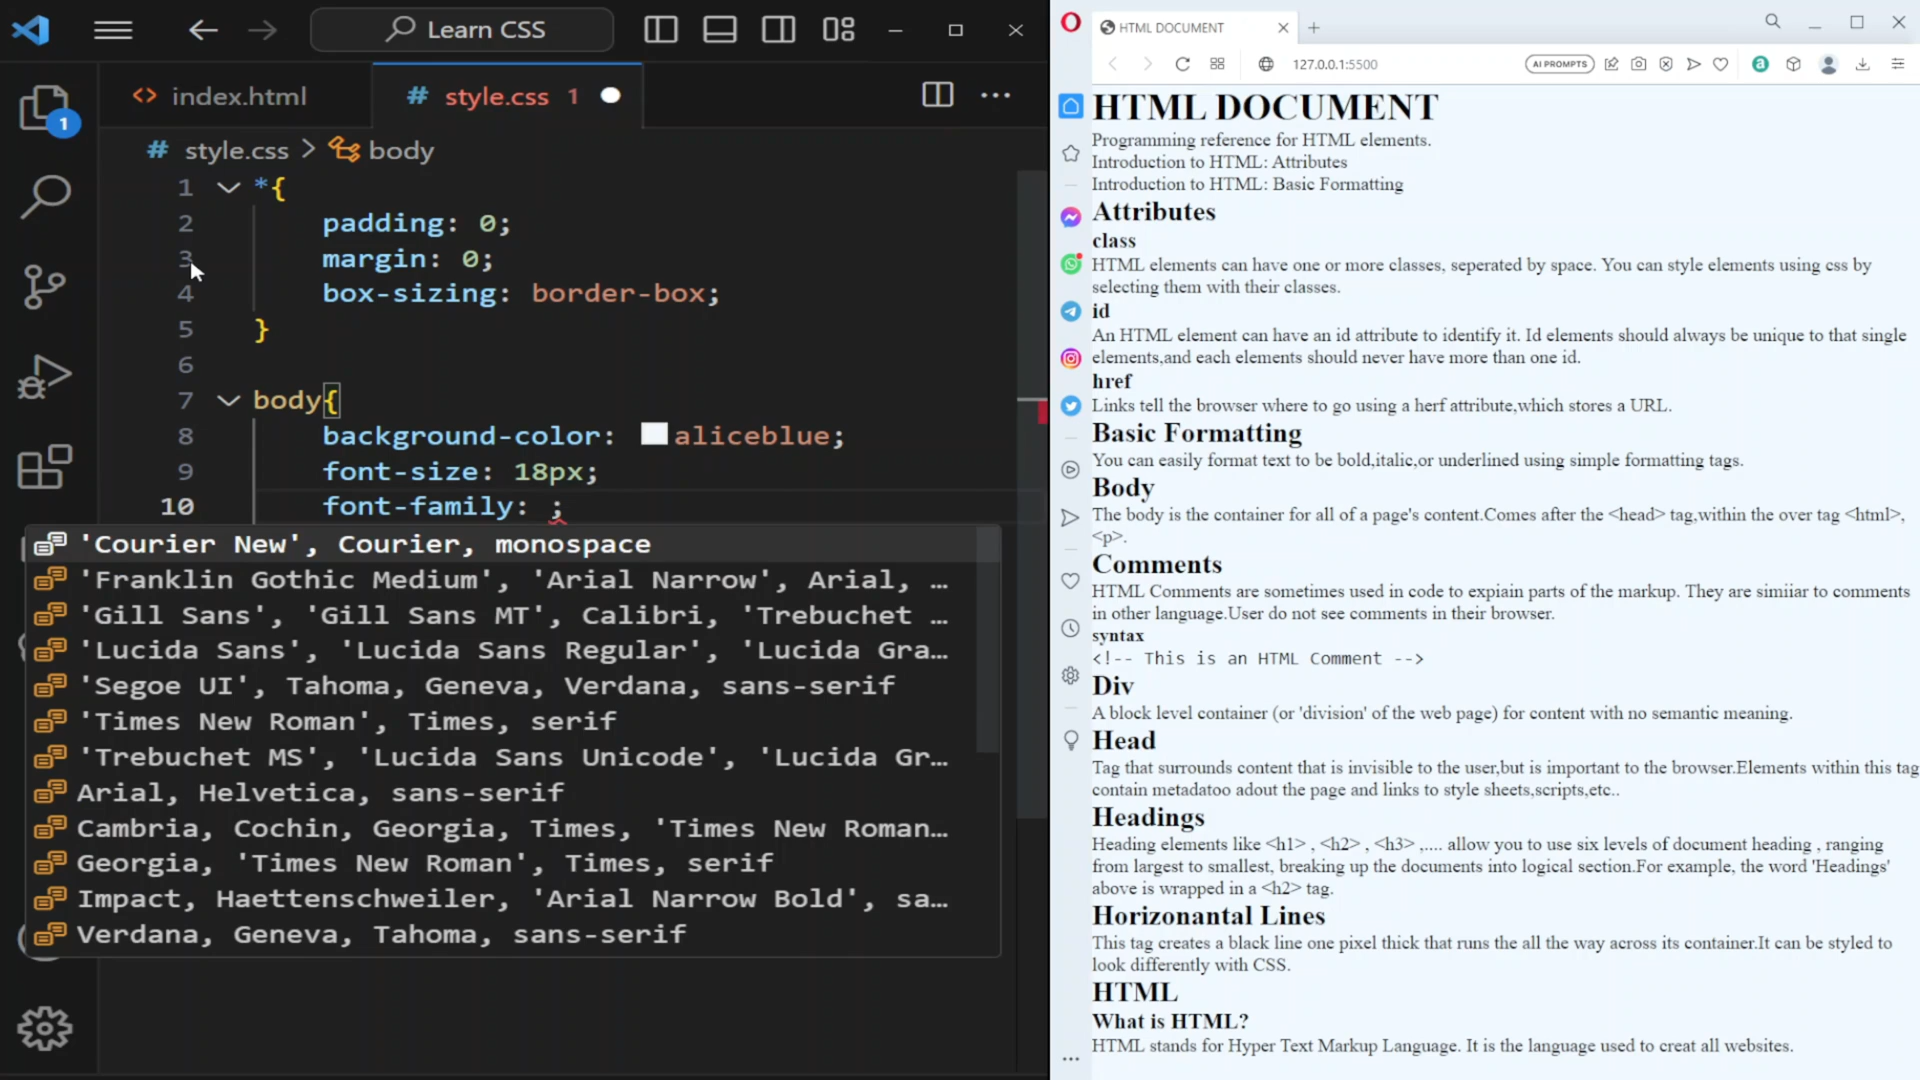 Learn CSS
index.html
# style.css 1
1
# style.css > body
1 *{
2 padding: 0;
3 margin: 0;
4 box-sizing: border-box;
5 }
6
7 body{
8 background-color: aliceblue;
9 font-size: 18px;
10 font-family: ;
'Courier New', Courier, monospace
'Franklin Gothic Medium', 'Arial Narrow', Arial, …
'Gill Sans', 'Gill Sans MT', Calibri, 'Trebuchet …
'Lucida Sans', 'Lucida Sans Regular', 'Lucida Gra…
'Segoe UI', Tahoma, Geneva, Verdana, sans-serif
'Times New Roman', Times, serif
'Trebuchet MS', 'Lucida Sans Unicode', 'Lucida Gr…
Arial, Helvetica, sans-serif
Cambria, Cochin, Georgia, Times, 'Times New Roman…
Georgia, 'Times New Roman', Times, serif
Impact, Haettenschweiler, 'Arial Narrow Bold', sa…
Verdana, Geneva, Tahoma, sans-serif
HTML DOCUMENT
127.0.0.1:5500
AI PROMPTS
HTML DOCUMENT
Programming reference for HTML elements.
Introduction to HTML: Attributes
Introduction to HTML: Basic Formatting
Attributes
class
HTML elements can have one or more classes, seperated by space. You can style elements using css by
selecting them with their classes.
id
An HTML element can have an id attribute to identify it. Id elements should always be unique to that single
elements,and each elements should never have more than one id.
href
Links tell the browser where to go using a herf attribute,which stores a URL.
Basic Formatting
You can easily format text to be bold,italic,or underlined using simple formatting tags.
Body
The body is the container for all of a page's content.Comes after the <head> tag,within the over tag <html>,
<p>.
Comments
HTML Comments are sometimes used in code to expiain parts of the markup. They are simiiar to comments
in other language.User do not see comments in their browser.
syntax
<!-- This is an HTML Comment -->
Div
A block level container (or 'division' of the web page) for content with no semantic meaning.
Head
Tag that surrounds content that is invisible to the user,but is important to the browser.Elements within this tag
contain metadatoo adout the page and links to style sheets,scripts,etc..
Headings
Heading elements like <h1> , <h2> , <h3> ,.... allow you to use six levels of document heading , ranging
from largest to smallest, breaking up the documents into logical section.For example, the word 'Headings'
above is wrapped in a <h2> tag.
Horizonantal Lines
This tag creates a black line one pixel thick that runs the all the way across its container.It can be styled to
look differently with CSS.
HTML
What is HTML?
HTML stands for Hyper Text Markup Language. It is the language used to creat all websites.